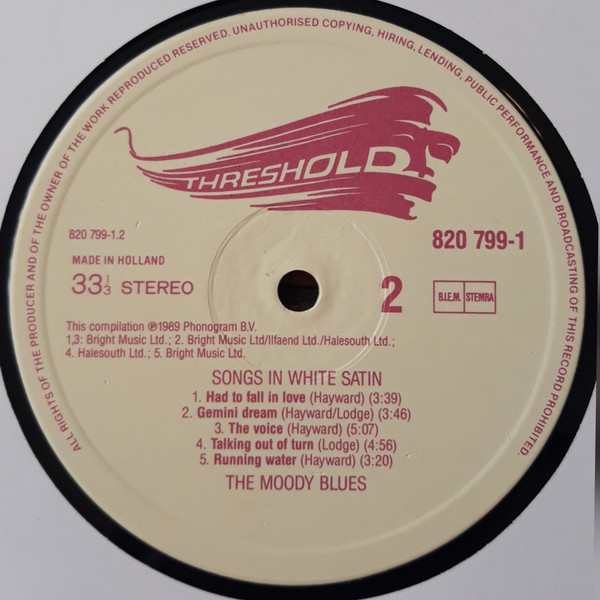 ALL RIGHTS OF THE PRODUCER AND OF THE OWNER OF THE WORK REPRODUCED RESERVED. UNAUTHORISED COPYING, HIRING, LENDING, PUBLIC PERFORMANCE AND BROADCASTING OF THIS RECORD PROHIBITED.
THRESHOLD
820 799-1.2
820 799-1
MADE IN HOLLAND
33 1/3 STEREO
2
B.I.E.M. STEMRA
This compilation ℗1989 Phonogram B.V.
1,3: Bright Music Ltd.; 2. Bright Music Ltd/Ilfaend Ltd./Halesouth Ltd.;
4. Halesouth Ltd.; 5. Bright Music Ltd.
SONGS IN WHITE SATIN
1. Had to fall in love (Hayward) (3:39)
2. Gemini dream (Hayward/Lodge) (3:46)
3. The voice (Hayward) (5:07)
4. Talking out of turn (Lodge) (4:56)
5. Running water (Hayward) (3:20)
THE MOODY BLUES